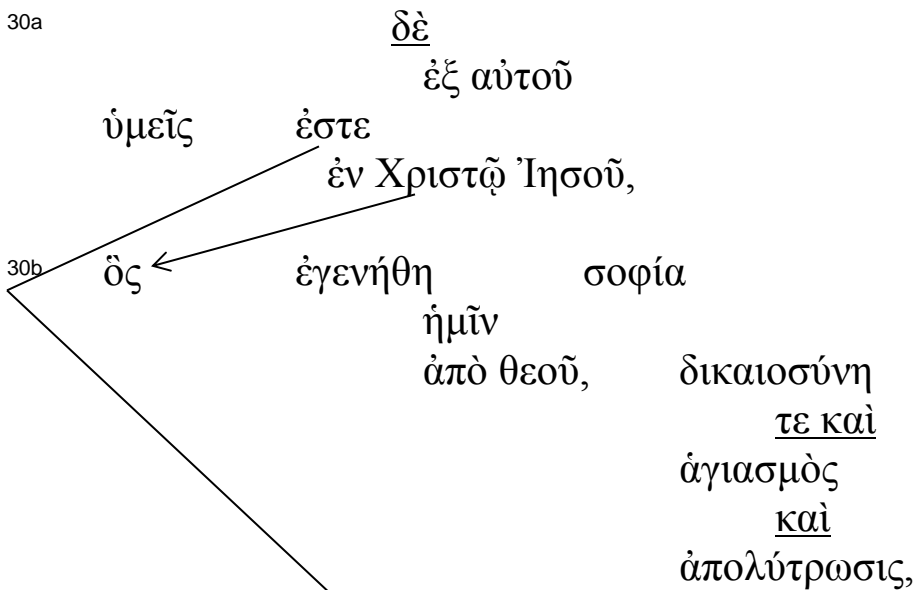 30a
δὲ
ἐξ αὐτοῦ
ὑμεῖς ἐστε
ἐν Χριστῷ Ἰησοῦ,
30b ὃς ἐγενήθη σοφία
ἡμῖν
ἀπὸ θεοῦ, δικαιοσύνη
τε καὶ
ἁγιασμὸς
καὶ
ἀπολύτρωσις,